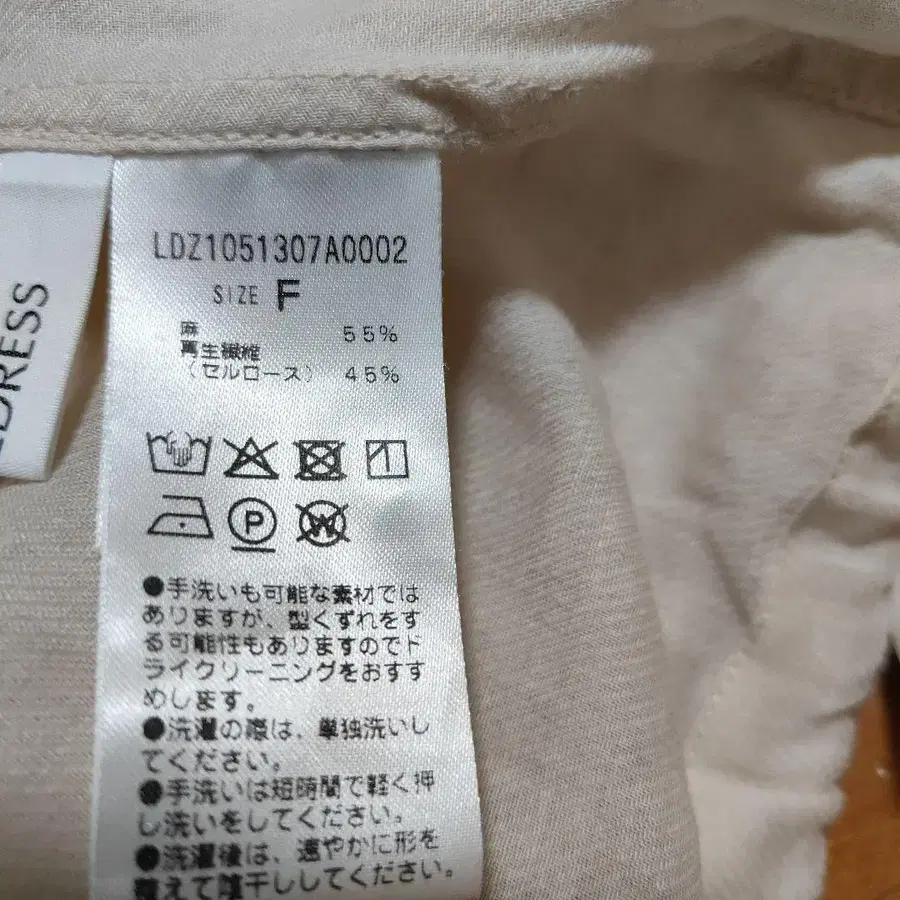 DRESS
LDZ1051307A0002
SIZE F
麻 55%
再生繊維
(セルロース) 45%
P
W
●手洗いも可能な素材では
ありますが、型くずれをす
る可能性もありますのでド
ライクリーニングをおすす
めします。
●洗濯の際は、単独洗いし
てください。
●手洗いは短時間で軽く押
し洗いをしてください。
●洗濯後は、速やかに形を
整えて陰干ししてください。